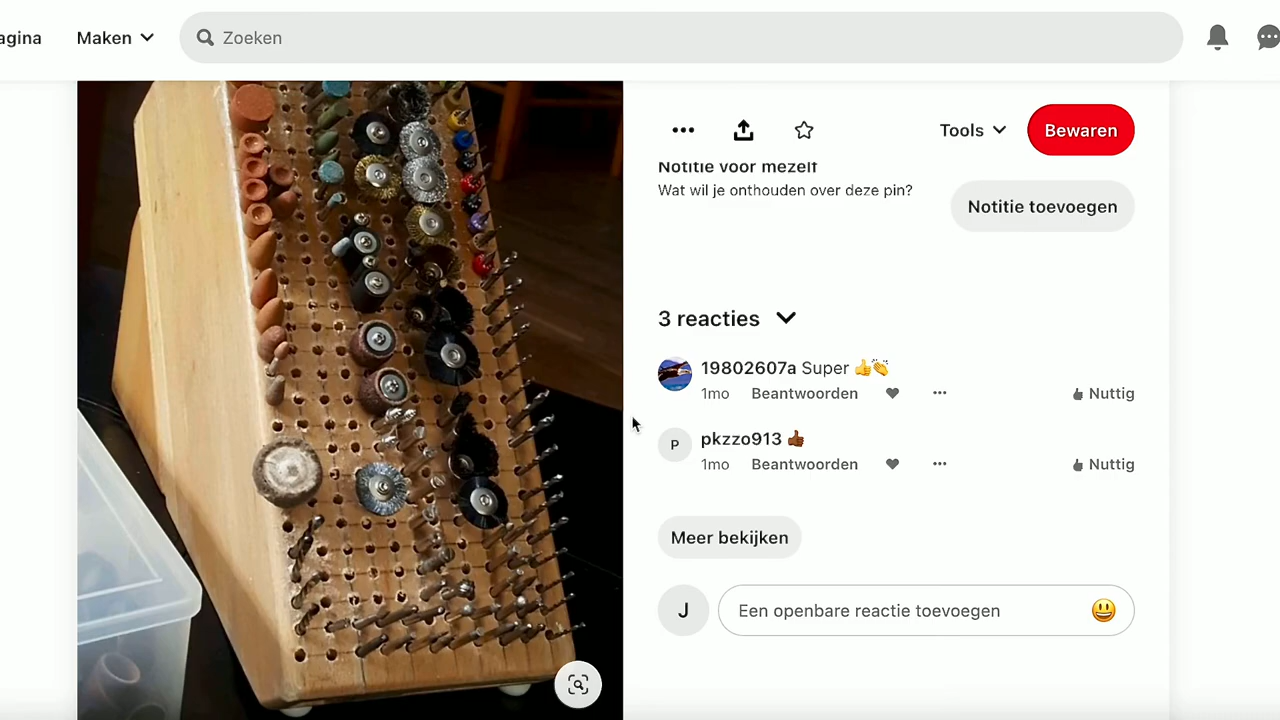 agina
Maken
Zoeken
Tools
Bewaren
Notitie voor mezelf
Wat wil je onthouden over deze pin?
Notitie toevoegen
3 reacties
19802607a Super 👍👏
1mo Beantwoorden Nuttig
P
pkzzo913 👍🏾
1mo Beantwoorden Nuttig
Meer bekijken
J
Een openbare reactie toevoegen 😃